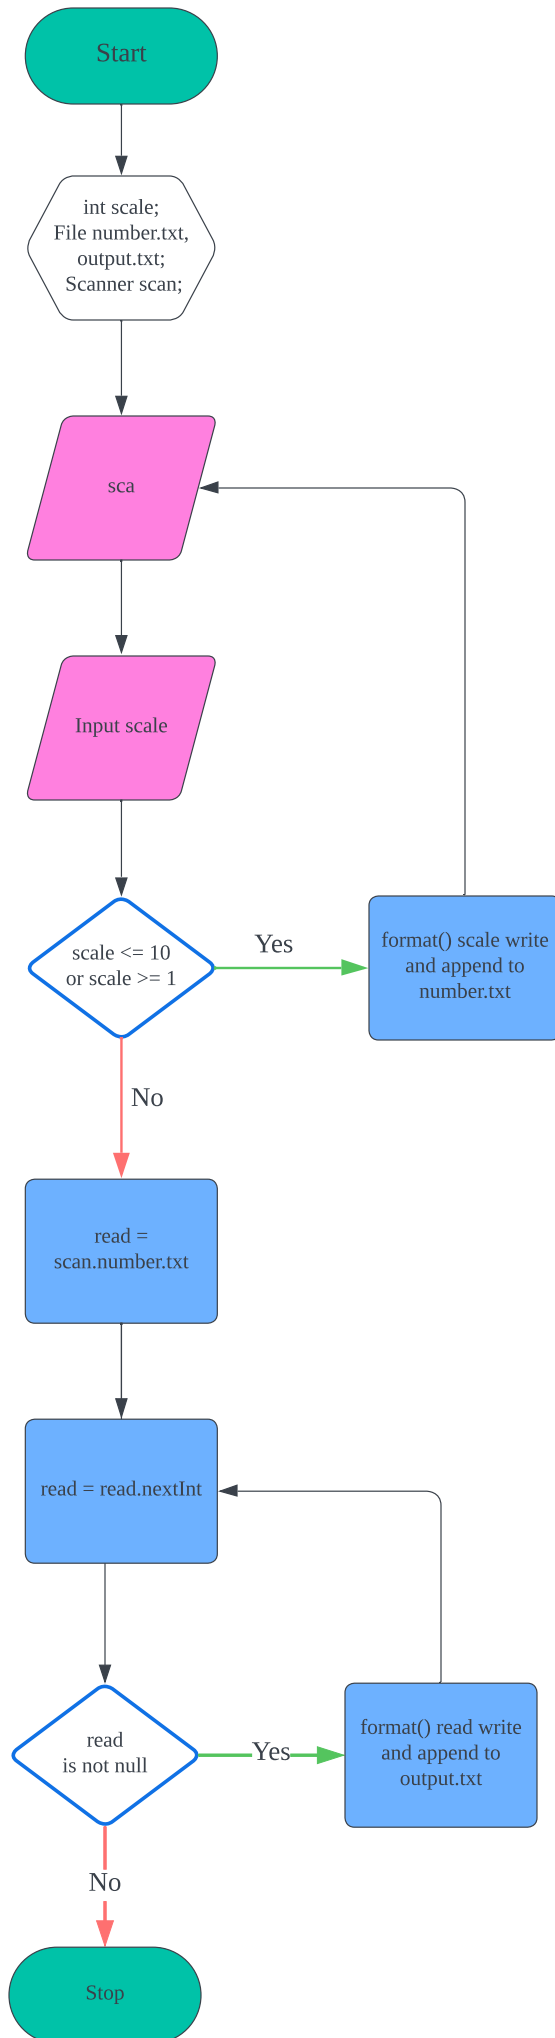 Start
int scale;
File number.txt,
output.txt;
Scanner scan;
sca
Input scale
scale <= 10
or scale >= 1
Yes
format() scale write
and append to
number.txt
No
read =
scan.number.txt
read = read.nextInt
read
is not null
Yes
format() read write
and append to
output.txt
No
Stop